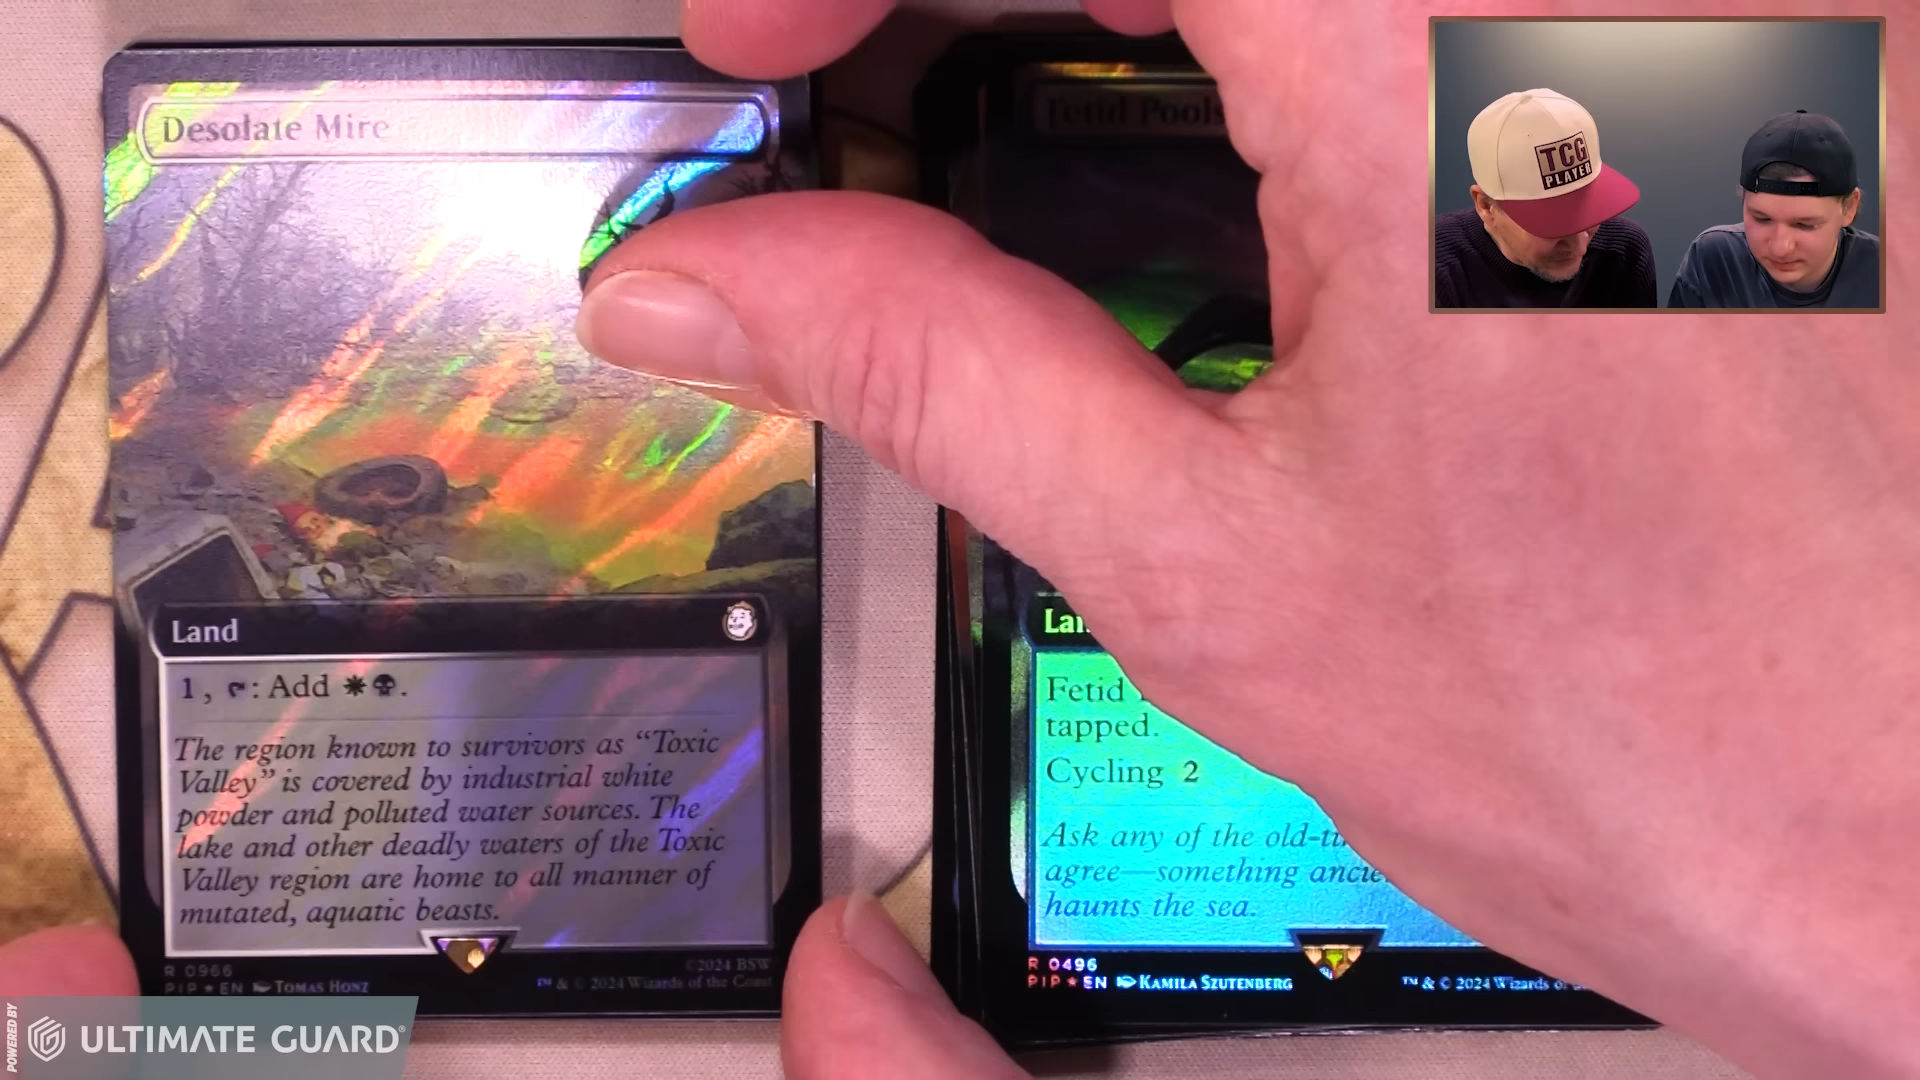 Desolate Mire
Land
1, : Add .
The region known to survivors as “Toxic
Valley” is covered by industrial white
powder and polluted water sources. The
lake and other deadly waters of the Toxic
Valley region are home to all manner of
mutated, aquatic beasts.
R 0966
PIP ★ EN TOMAS HONZ
©2024 BSW
™ & © 2024 Wizards of the Coast
Fetid Pools
Fetid
tapped.
Cycling 2
Ask any of the old-
agree—something
haunts the sea.
R 0496
PIP ★ EN KAMILA SZUTENBERG
™ & © 2024 Wizards
TCG
PLAYER
POWERED BY
ULTIMATE GUARD®